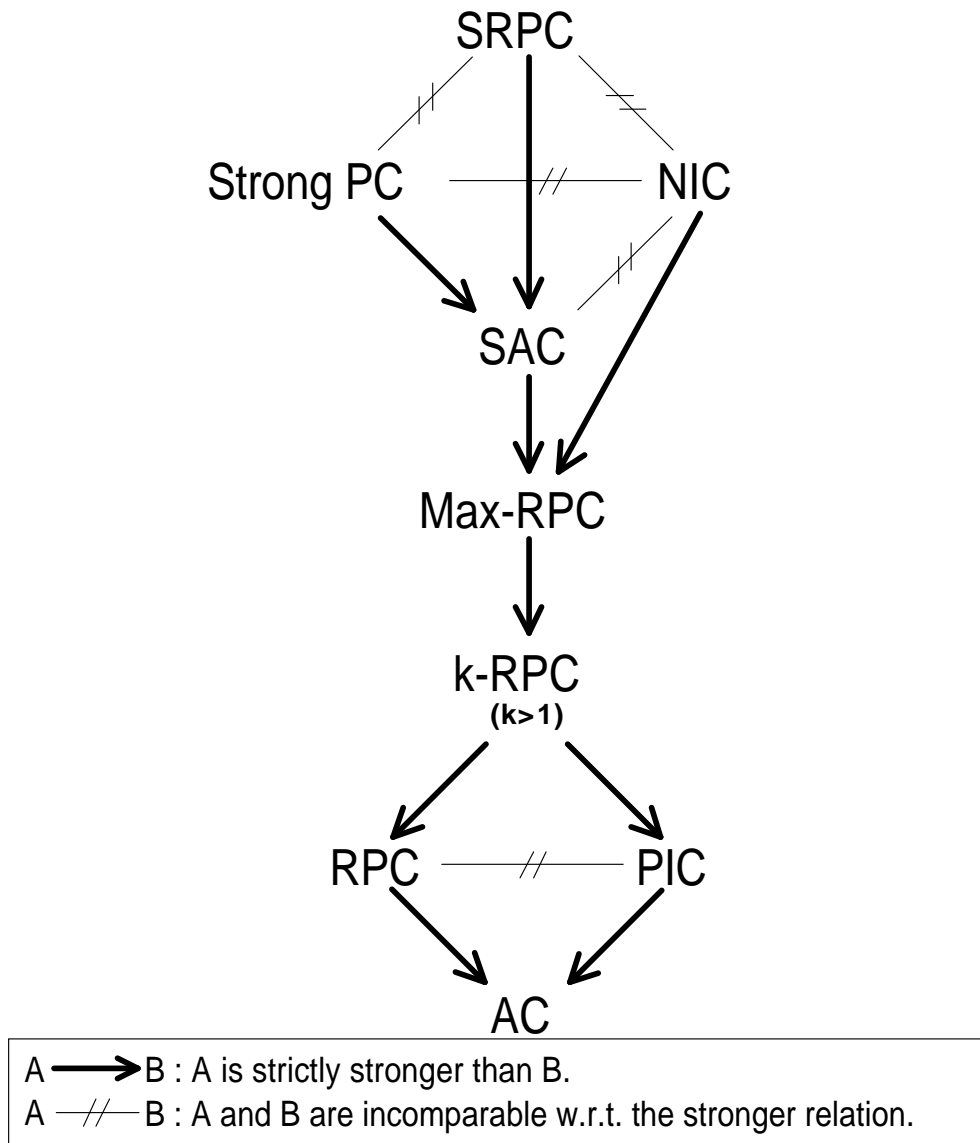 SRPC
Strong PC
NIC
SAC
Max-RPC
k-RPC
(k>1)
RPC
PIC
AC
A B : A is strictly stronger than B.
A B : A and B are incomparable w.r.t. the stronger relation.